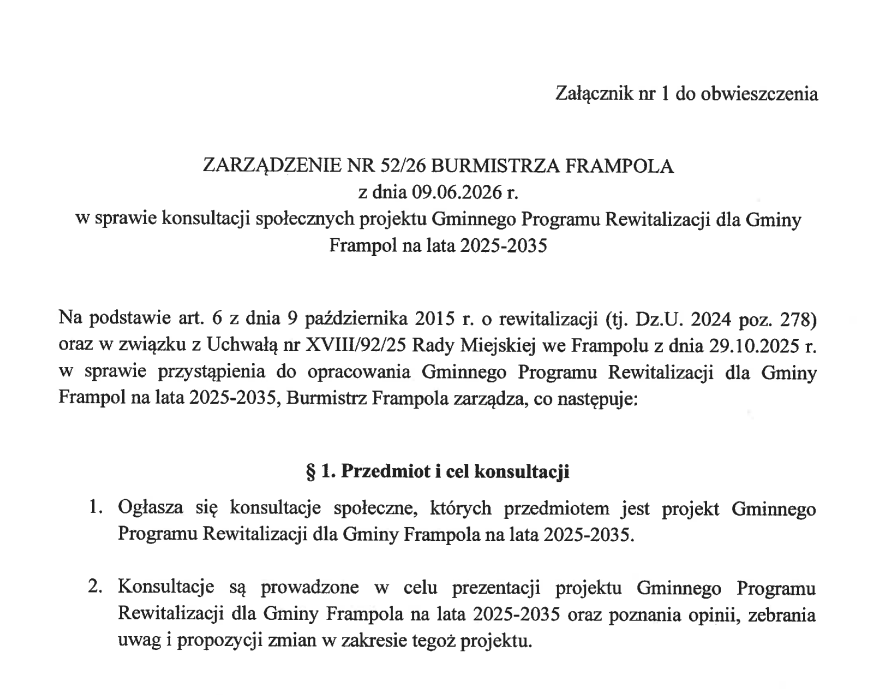 Załącznik nr 1 do obwieszczenia
ZARZĄDZENIE NR 52/26 BURMISTRZA FRAMPOLA
z dnia 09.06.2026 r.
w sprawie konsultacji społecznych projektu Gminnego Programu Rewitalizacji dla Gminy
Frampol na lata 2025-2035
Na podstawie art. 6 z dnia 9 października 2015 r. o rewitalizacji (tj. Dz.U. 2024 poz. 278)
oraz w związku z Uchwałą nr XVIII/92/25 Rady Miejskiej we Frampolu z dnia 29.10.2025 r.
w sprawie przystąpienia do opracowania Gminnego Programu Rewitalizacji dla Gminy
Frampol na lata 2025-2035, Burmistrz Frampola zarządza, co następuje:
§ 1. Przedmiot i cel konsultacji
1. Ogłasza się konsultacje społeczne, których przedmiotem jest projekt Gminnego
Programu Rewitalizacji dla Gminy Frampola na lata 2025-2035.
2. Konsultacje są prowadzone w celu prezentacji projektu Gminnego Programu
Rewitalizacji dla Gminy Frampola na lata 2025-2035 oraz poznania opinii, zebrania
uwag i propozycji zmian w zakresie tegoż projektu.